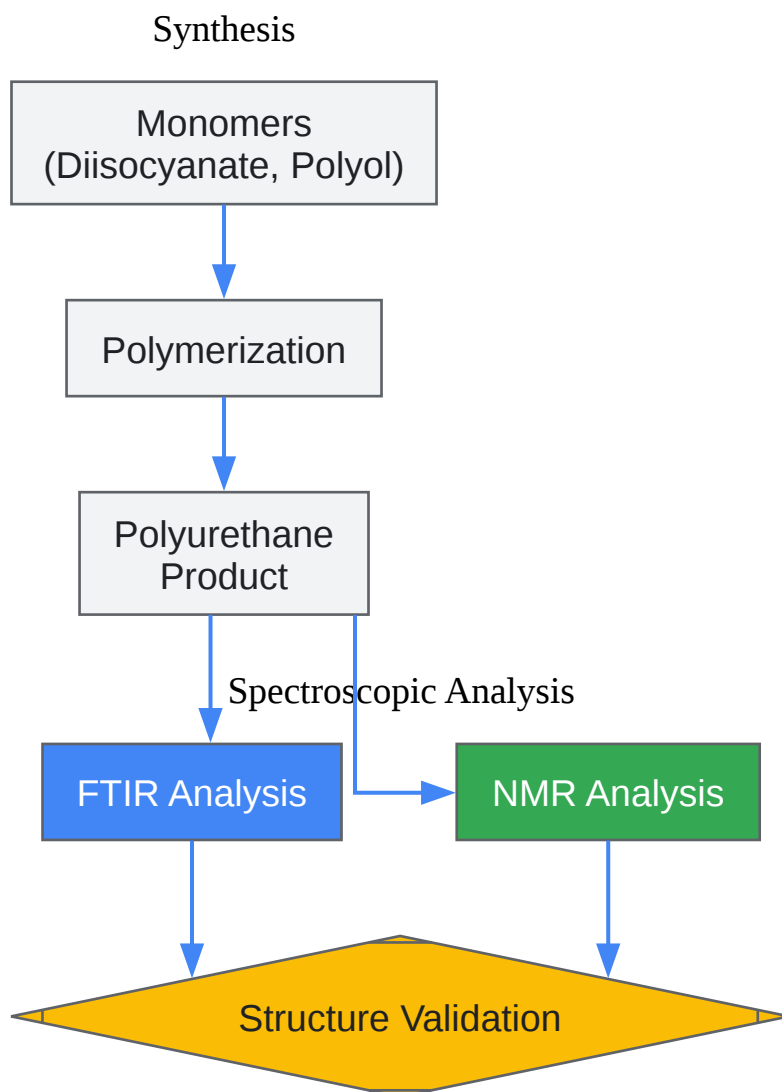 Synthesis
Monomers
(Diisocyanate, Polyol)
Polymerization
Polyurethane
Product
Spectroscopic Analysis
FTIR Analysis
NMR Analysis
Structure Validation